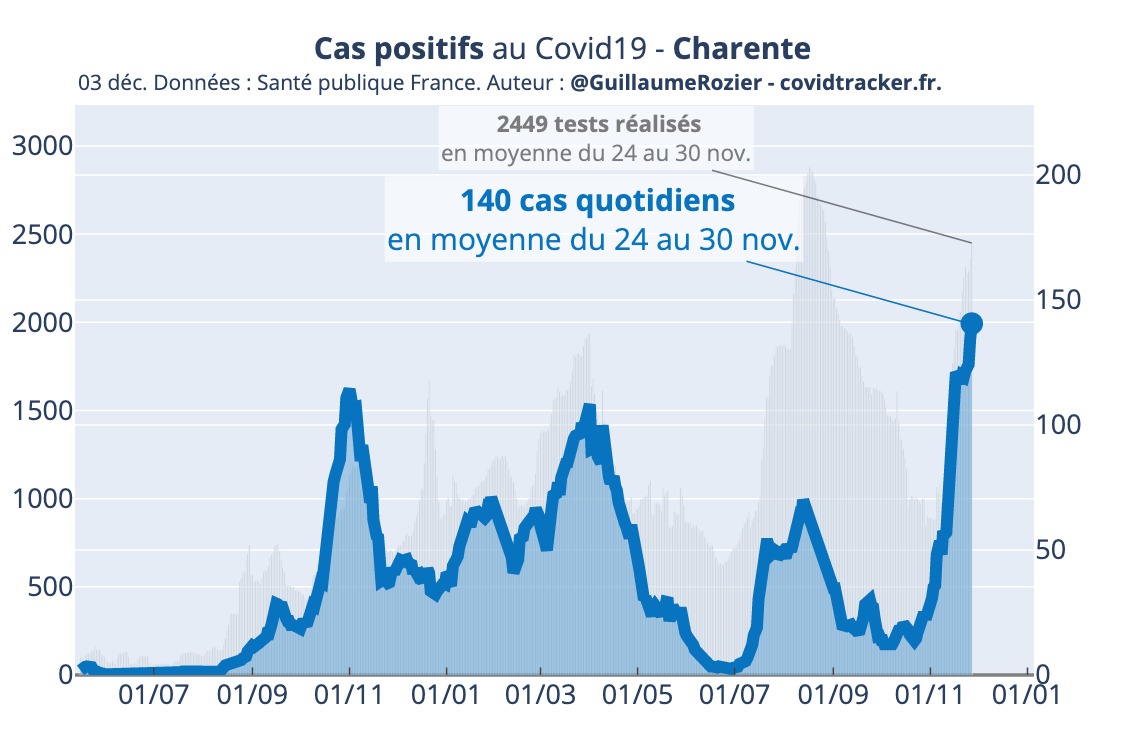 Cas positifs au Covid19 - Charente
03 déc. Données : Santé publique France. Auteur : @GuillaumeRozier - covidtracker.fr.
2449 tests réalisés
en moyenne du 24 au 30 nov.
140 cas quotidiens
en moyenne du 24 au 30 nov.
3000
2500
2000
1500
1000
500
0
200
150
100
50
0
01/07 01/09 01/11 01/01 01/03 01/05 01/07 01/09 01/11 01/01